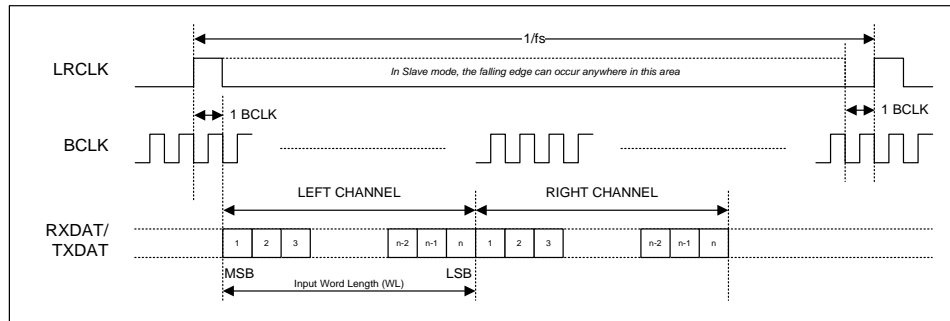 1/fs
LRCLK
In Slave mode, the falling edge can occur anywhere in this area
1 BCLK
1 BCLK
BCLK
LEFT CHANNEL
RIGHT CHANNEL
RXDAT/
TXDAT
1 2 3 n-2 n-1 n 1 2 3 n-2 n-1 n
MSB LSB
Input Word Length (WL)